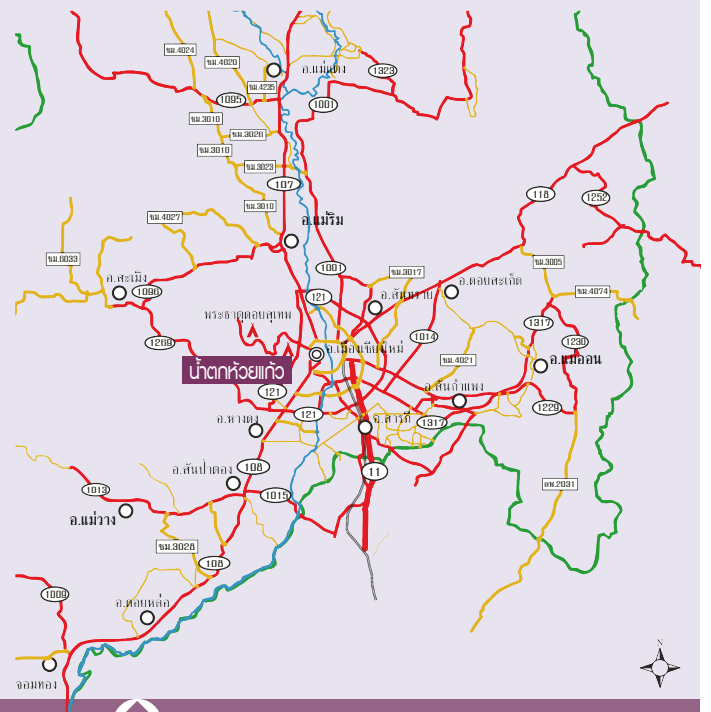 ชม.4024
ชม.4020
อ.แม่แตง
1323
ชม.4235
1095
1001
ชม.3010
ชม.3026
ชม.3010
ชม.3023
107
118
1252
ชม.3010
ชม.4027
อ.แม่ริม
ชม.6033
1001
ชม.3017
ชม.3005
อ.สะเมิง
1096
121
อ.สันทราย
อ.ดอยสะเก็ด
ชม.4074
พระธาตุดอยสุเทพ
1317
1269
อ.เมืองเชียงใหม่
1014
1230
น้ำตกห้วยแก้ว
ชม.4021
อ.แม่ออน
121
อ.สันกำแพง
121
1317
1229
อ.หางดง
อ.สารภี
อ.สันป่าตอง
108
11
1013
1015
ลพ.2031
อ.แม่วาง
ชม.3028
108
1009
อ.ดอยหล่อ
จอมทอง
N